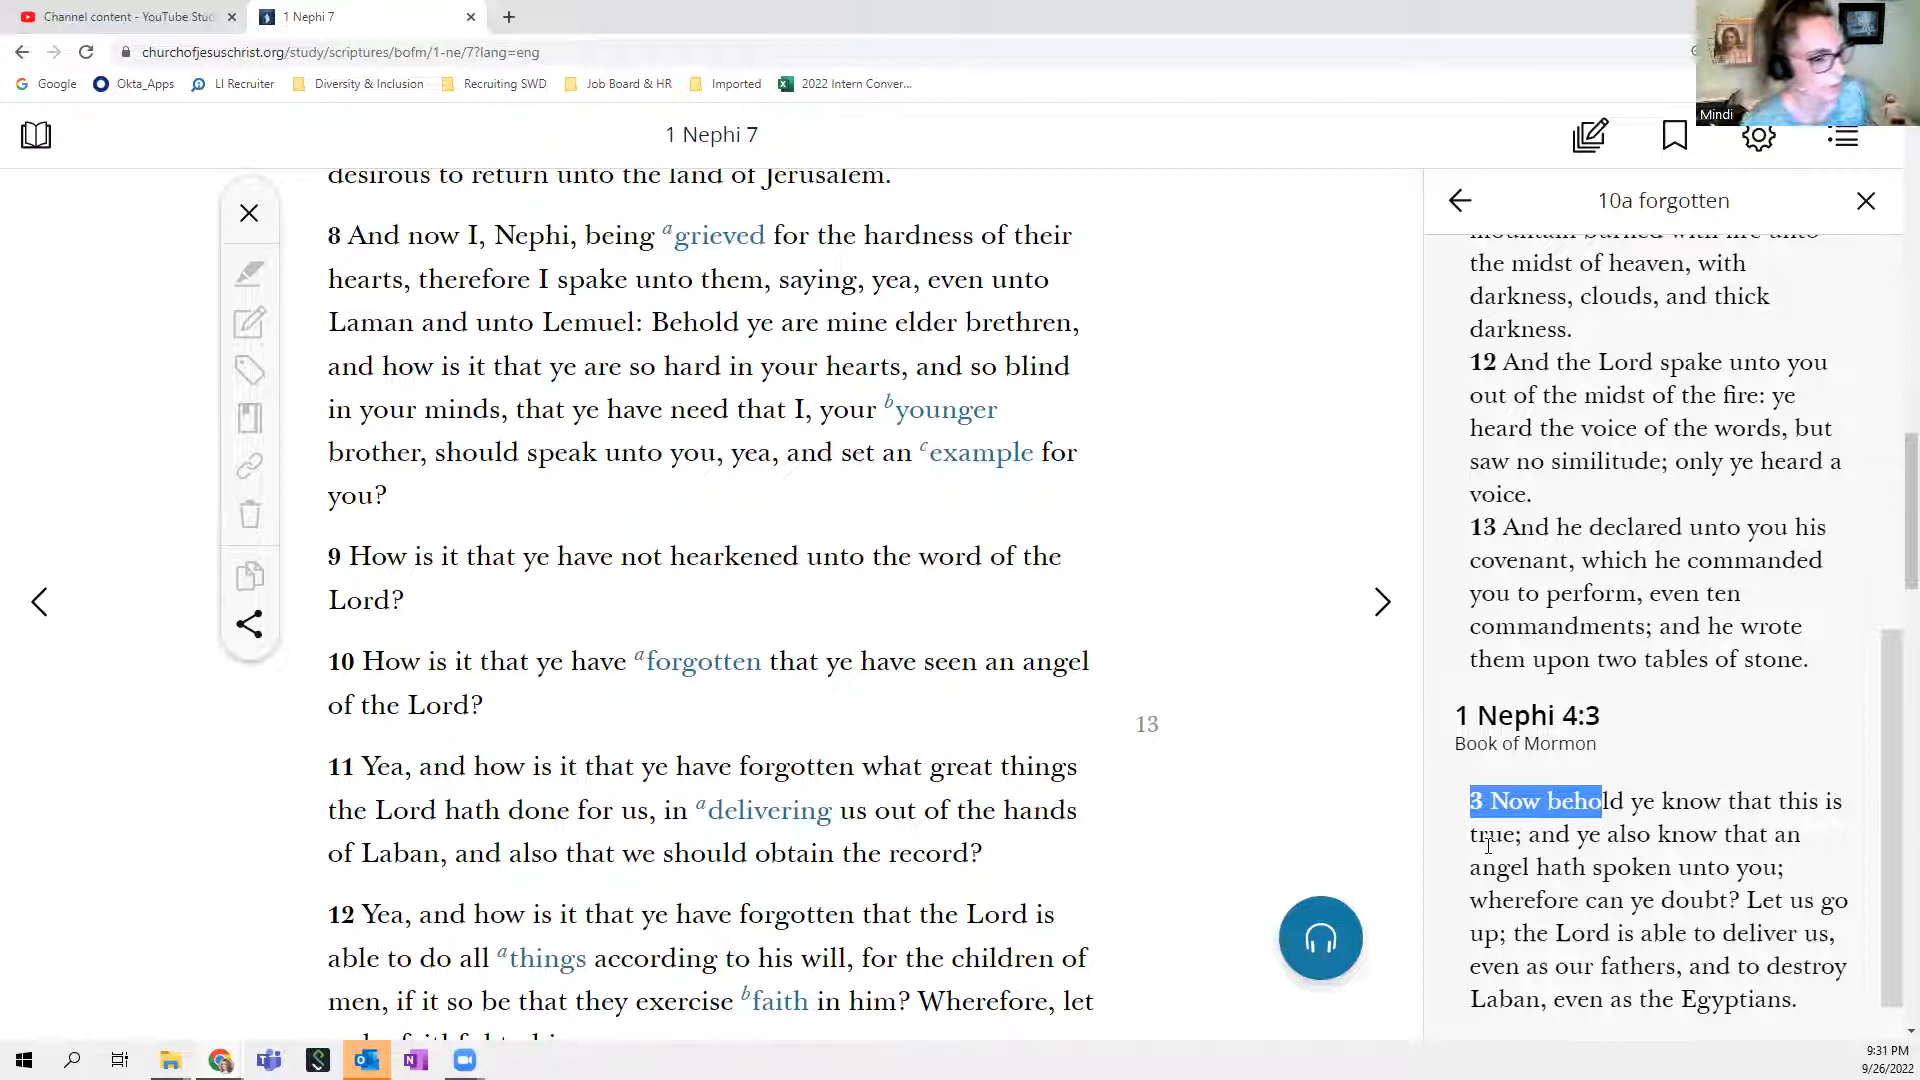 Channel content - YouTube Stu
1 Nephi 7
churchofjesuschrist.org/study/scriptures/bofm/1-ne/7?lang=eng
Google
Okta_Apps
LI Recruiter
Diversity & Inclusion
Recruiting SWD
Job Board & HR
Imported
2022 Intern Conver...
Mindi
1 Nephi 7
desirous to return unto the land of Jerusalem.
8 And now I, Nephi, being a grieved for the hardness of their
hearts, therefore I spake unto them, saying, yea, even unto
Laman and unto Lemuel: Behold ye are mine elder brethren,
and how is it that ye are so hard in your hearts, and so blind
in your minds, that ye have need that I, your b younger
brother, should speak unto you, yea, and set an c example for
you?
9 How is it that ye have not hearkened unto the word of the
Lord?
10 How is it that ye have a forgotten that ye have seen an angel
of the Lord?
13
11 Yea, and how is it that ye have forgotten what great things
the Lord hath done for us, in a delivering us out of the hands
of Laban, and also that we should obtain the record?
12 Yea, and how is it that ye have forgotten that the Lord is
able to do all a things according to his will, for the children of
men, if it so be that they exercise b faith in him? Wherefore, let
10a forgotten
mountain burned with fire unto
the midst of heaven, with
darkness, clouds, and thick
darkness.
12 And the Lord spake unto you
out of the midst of the fire: ye
heard the voice of the words, but
saw no similitude; only ye heard a
voice.
13 And he declared unto you his
covenant, which he commanded
you to perform, even ten
commandments; and he wrote
them upon two tables of stone.
1 Nephi 4:3
Book of Mormon
3 Now behold ye know that this is
true; and ye also know that an
angel hath spoken unto you;
wherefore can ye doubt? Let us go
up; the Lord is able to deliver us,
even as our fathers, and to destroy
Laban, even as the Egyptians.
9:31 PM
9/26/2022